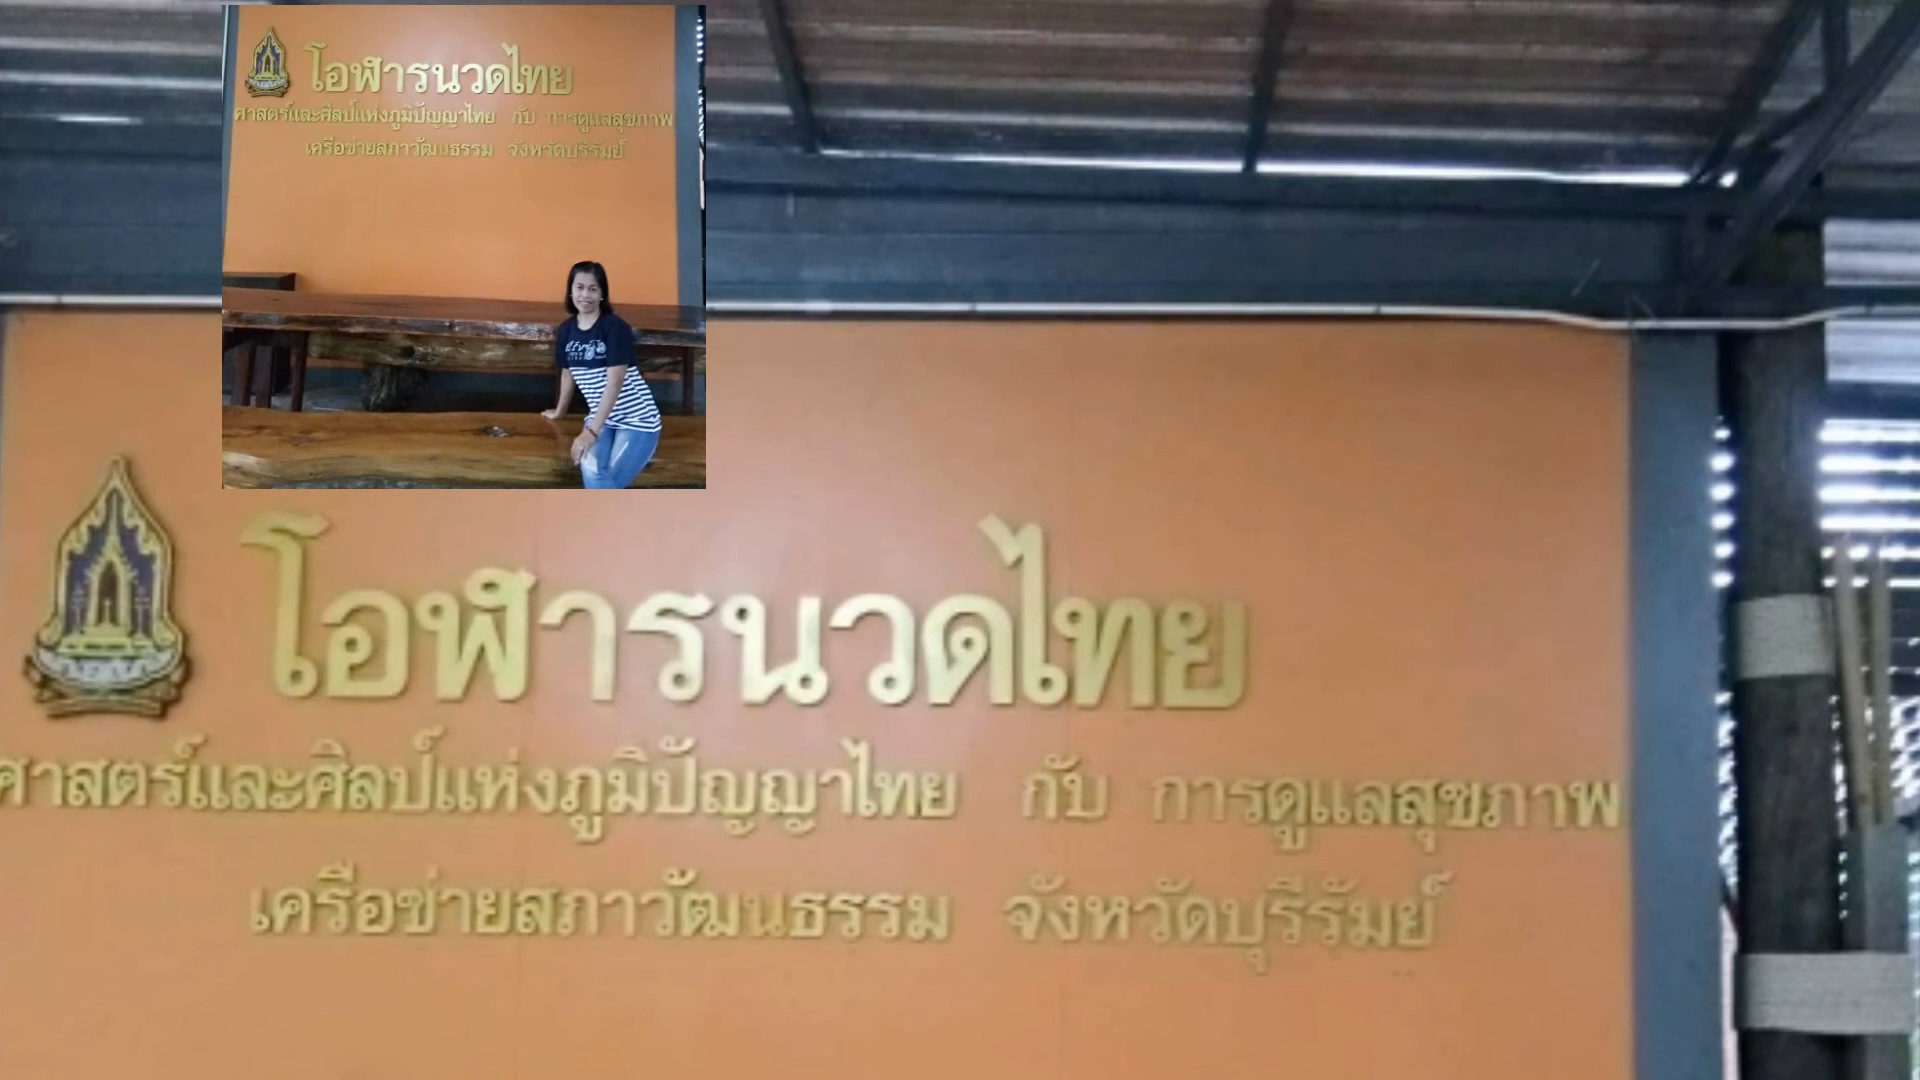 โอฬารนวดไทย
ศาสตร์และศิลป์แห่งภูมิปัญญาไทย กับ การดูแลสุขภาพ
เครือข่ายสภาวัฒนธรรม จังหวัดบุรีรัมย์
โอฬารนวดไทย
ศาสตร์และศิลป์แห่งภูมิปัญญาไทย กับ การดูแลสุขภาพ
เครือข่ายสภาวัฒนธรรม จังหวัดบุรีรัมย์